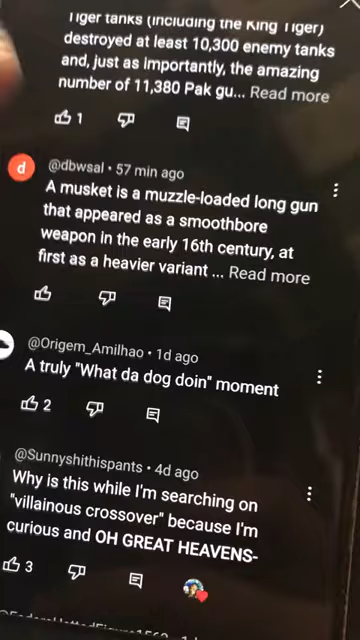 Tiger tanks (including the King Tiger)
destroyed at least 10,300 enemy tanks
and, just as importantly, the amazing
number of 11,380 Pak gu... Read more
1
d
@dbwsal • 57 min ago
A musket is a muzzle-loaded long gun
that appeared as a smoothbore
weapon in the early 16th century, at
first as a heavier variant ... Read more
@Origem_Amilhao • 1d ago
A truly "What da dog doin" moment
2
@Sunnyshithispants • 4d ago
Why is this while I'm searching on
"villainous crossover" because I'm
curious and OH GREAT HEAVENS-
3